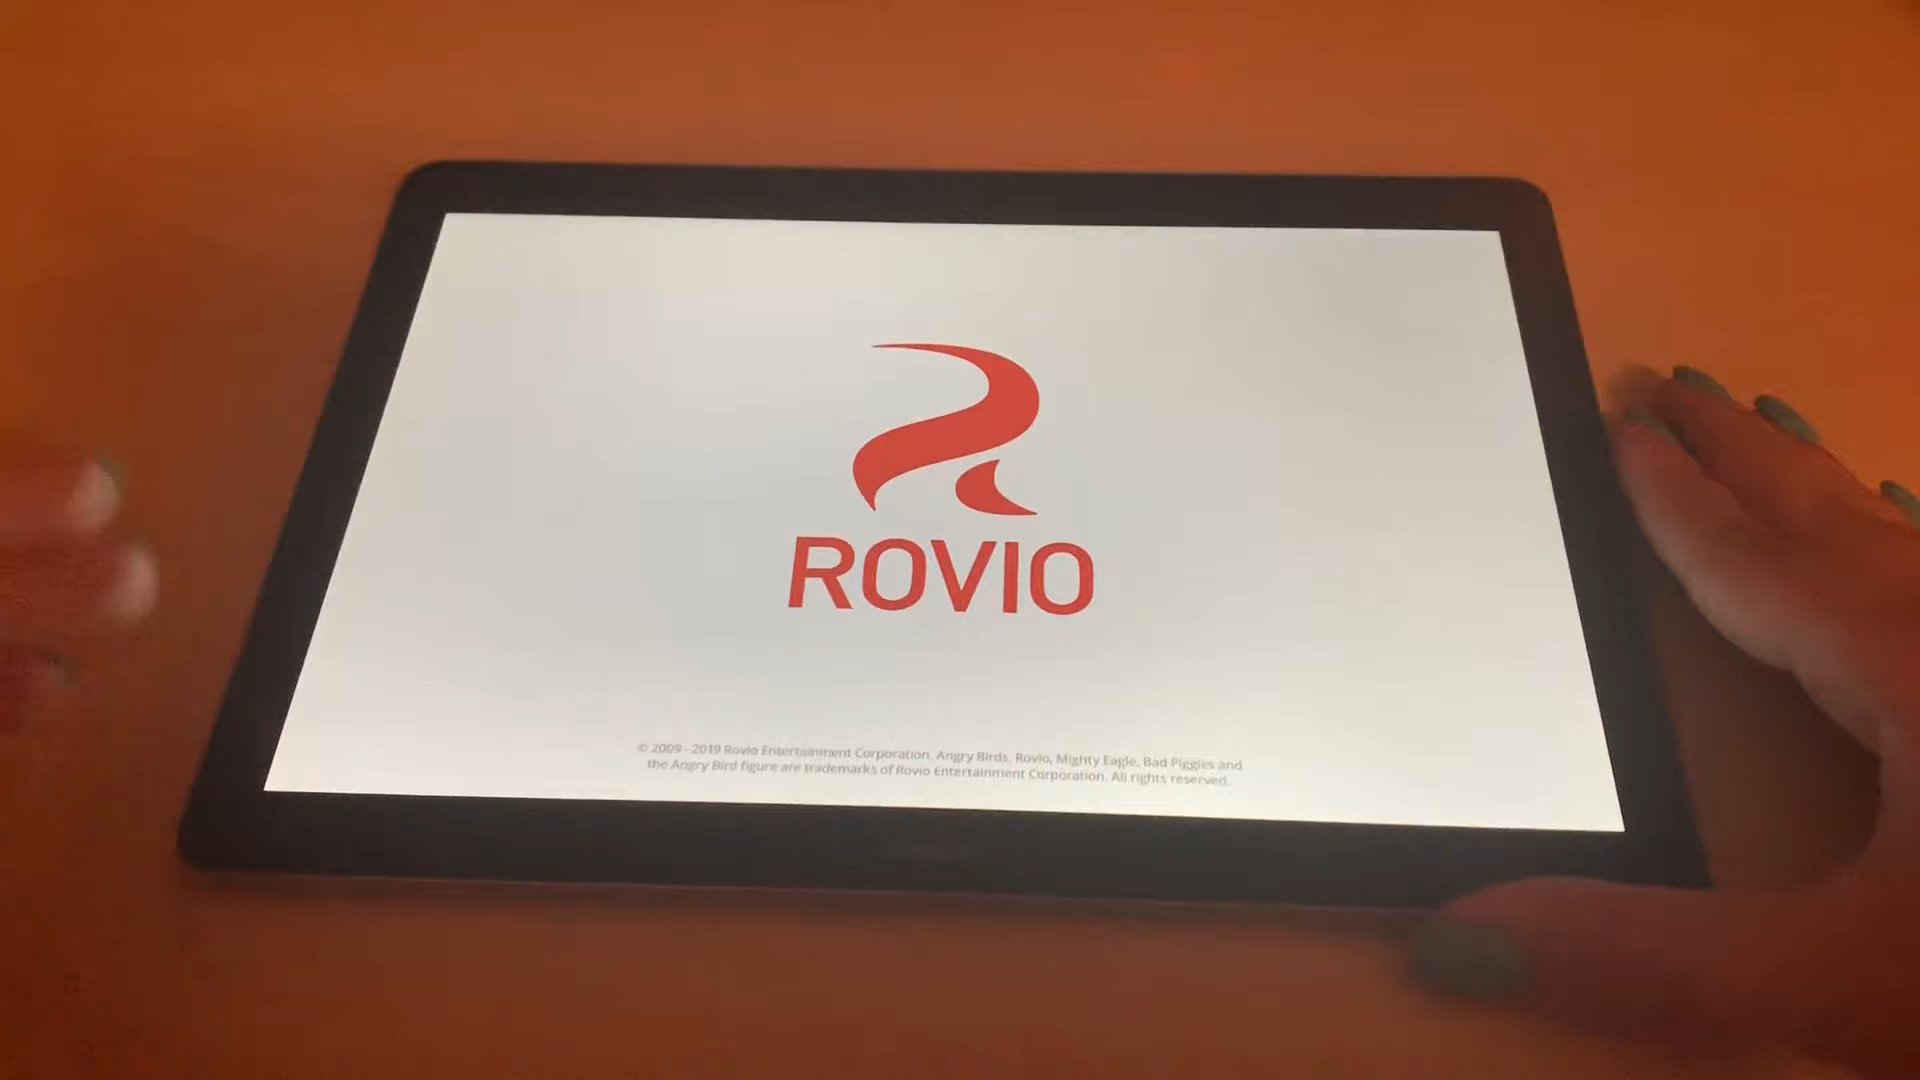 ROVIO
© 2009 - 2019 Rovio Entertainment Corporation. Angry Birds, Rovio, Mighty Eagle, Bad Piggies and
the Angry Bird figure are trademarks of Rovio Entertainment Corporation. All rights reserved.